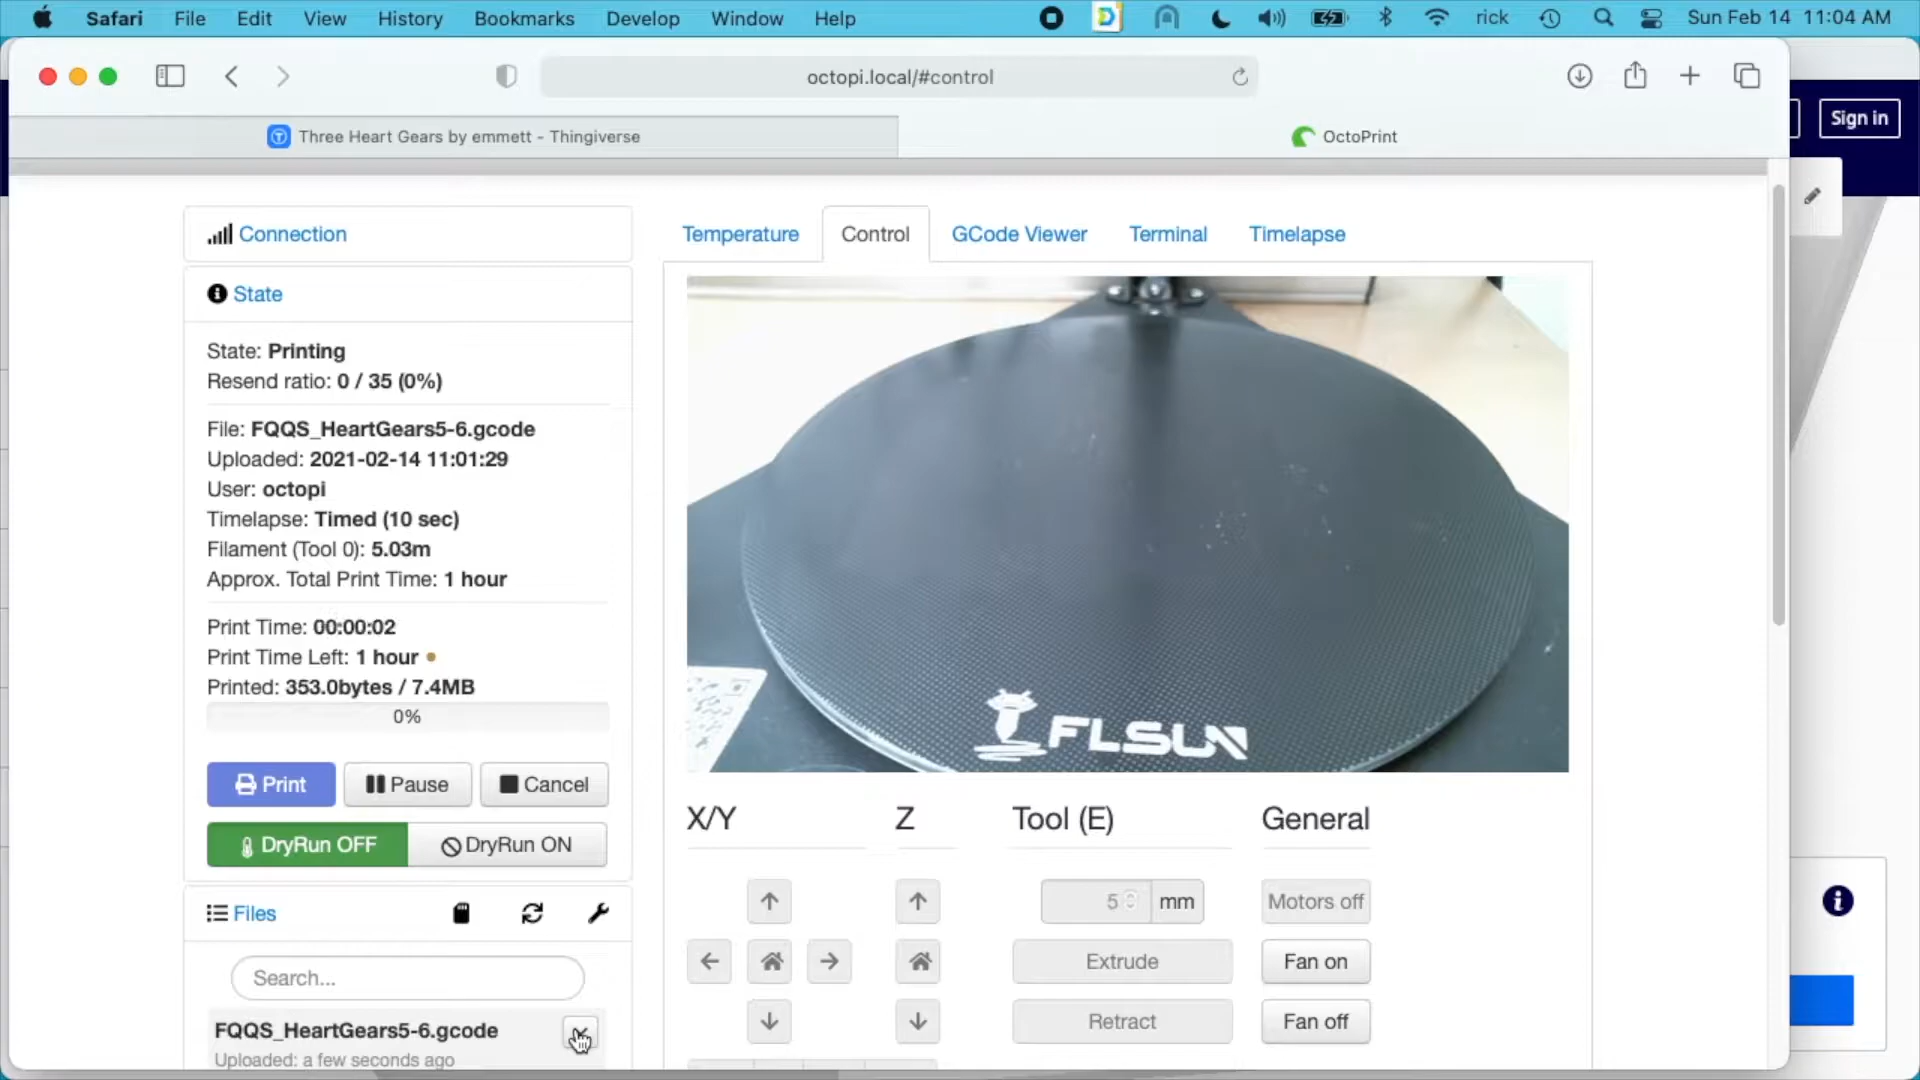 Safari File Edit View History Bookmarks Develop Window Help rick Sun Feb 14 11:04 AM
octopi.local/#control
Three Heart Gears by emmett - Thingiverse
OctoPrint
Sign in
Connection
State
State: Printing
Resend ratio: 0 / 35 (0%)
File: FQQS_HeartGears5-6.gcode
Uploaded: 2021-02-14 11:01:29
User: octopi
Timelapse: Timed (10 sec)
Filament (Tool 0): 5.03m
Approx. Total Print Time: 1 hour
Print Time: 00:00:02
Print Time Left: 1 hour
Printed: 353.0bytes / 7.4MB
0%
Print Pause Cancel
DryRun OFF DryRun ON
Files
Search...
FQQS_HeartGears5-6.gcode
Uploaded: a few seconds ago
Temperature Control GCode Viewer Terminal Timelapse
FLSUN
X/Y Z Tool (E) General
5 mm Motors off
Extrude Fan on
Retract Fan off